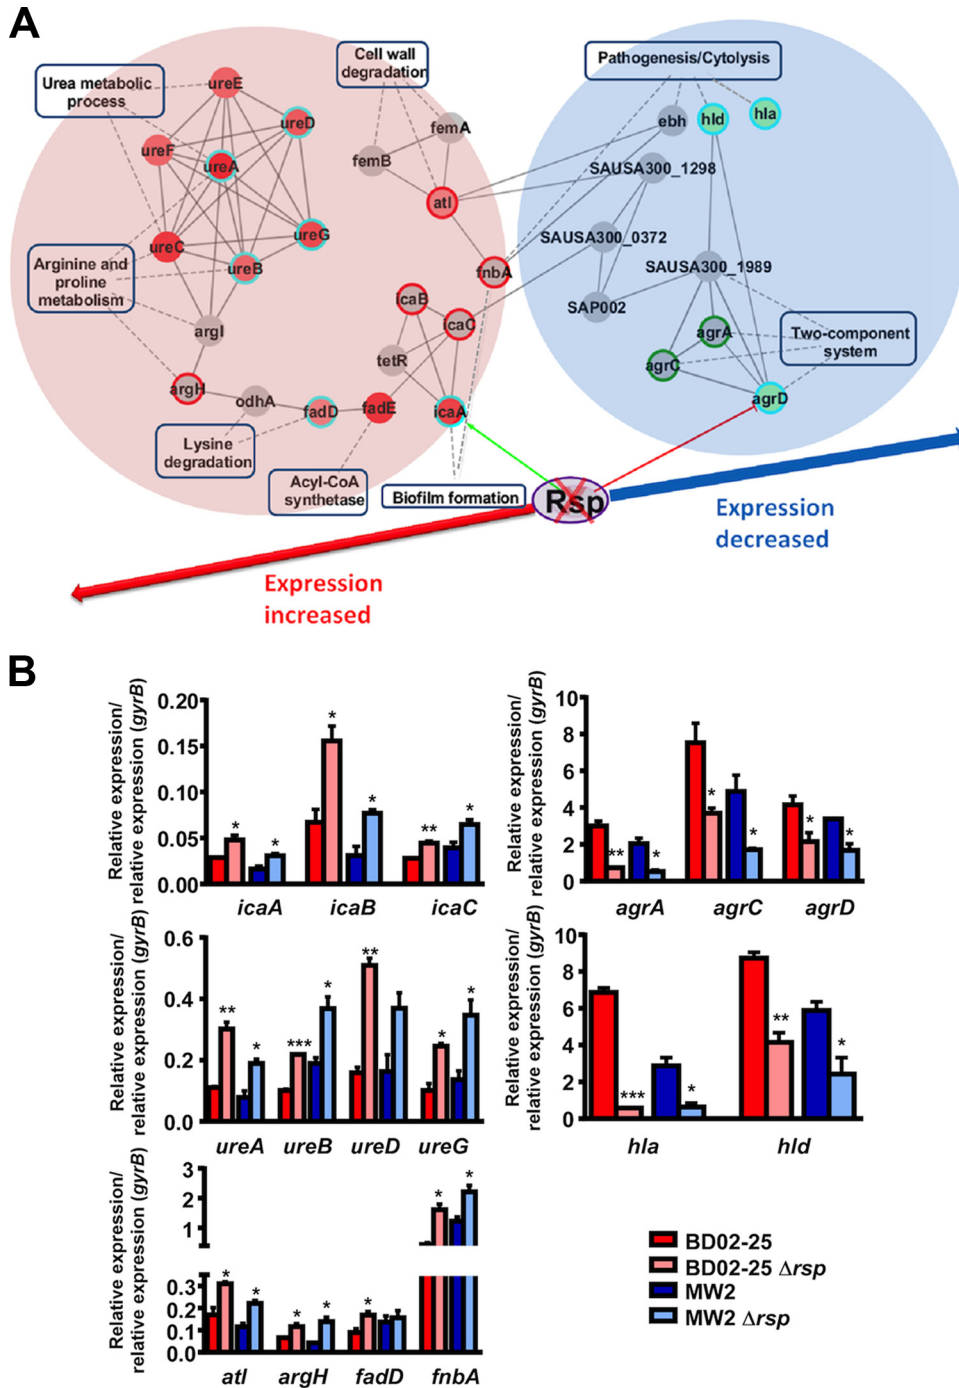 A
Cell wall
degradation
Pathogenesis/Cytolysis
Urea metabolic
process
ureE
ureD
ureF
ureA
ureC
ureG
ureB
femA
femB
atl
ebh
hld
hla
SAUSA300_1298
SAUSA300_0372
SAUSA300_1989
SAP002
Arginine and
proline
metabolism
argI
argH
odhA
fadD
fadE
fnbA
icaB
icaC
tetR
icaA
agrA
agrC
agrD
Two-component
system
Lysine
degradation
Acyl-CoA
synthetase
Biofilm formation
Rsp
Expression
decreased
Expression
increased
B
Relative expression/
relative expression (gyrB)
0.20
0.15
0.10
0.05
0.00
* * * * ** *
icaA icaB icaC
Relative expression/
relative expression (gyrB)
10
8
6
4
2
0
** * * * * *
agrA agrC agrD
Relative expression/
relative expression (gyrB)
0.6
0.4
0.2
0.0
** * *** * ** * *
ureA ureB ureD ureG
Relative expression/
relative expression (gyrB)
10
8
6
4
2
0
*** * ** *
hla hld
Relative expression/
relative expression (gyrB)
3
2
1
0.3
0.2
0.1
0.0
* * * * * * *
atl argH fadD fnbA
BD02-25
BD02-25 Δrsp
MW2
MW2 Δrsp